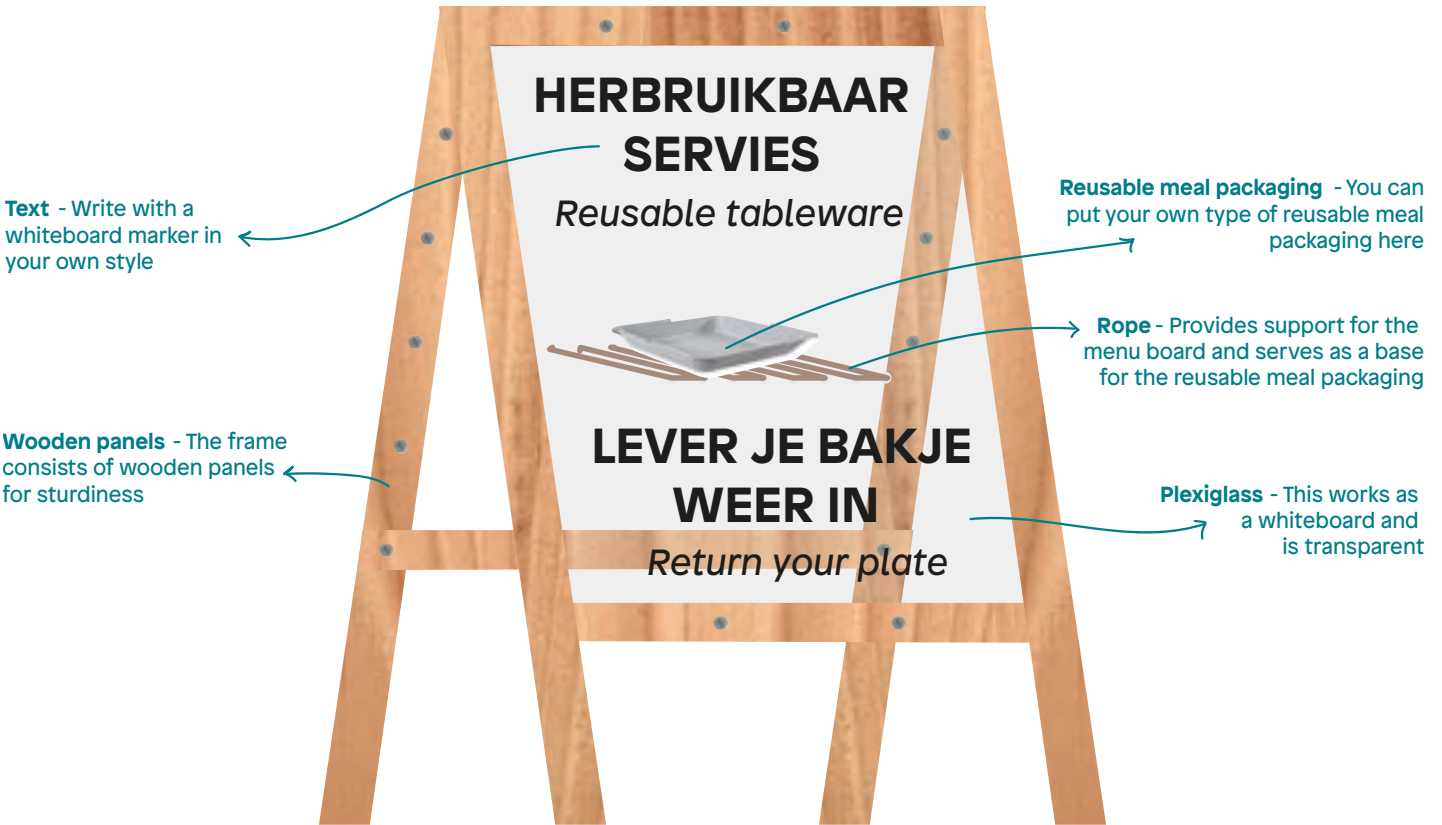 HERBRUIKBAAR
SERVIES
Reusable tableware
Text - Write with a
whiteboard marker in
your own style
Reusable meal packaging - You can
put your own type of reusable meal
packaging here
Rope - Provides support for the
menu board and serves as a base
for the reusable meal packaging
LEVER JE BAKJE
WEER IN
Return your plate
Wooden panels - The frame
consists of wooden panels
for sturdiness
Plexiglass - This works as
a whiteboard and
is transparent